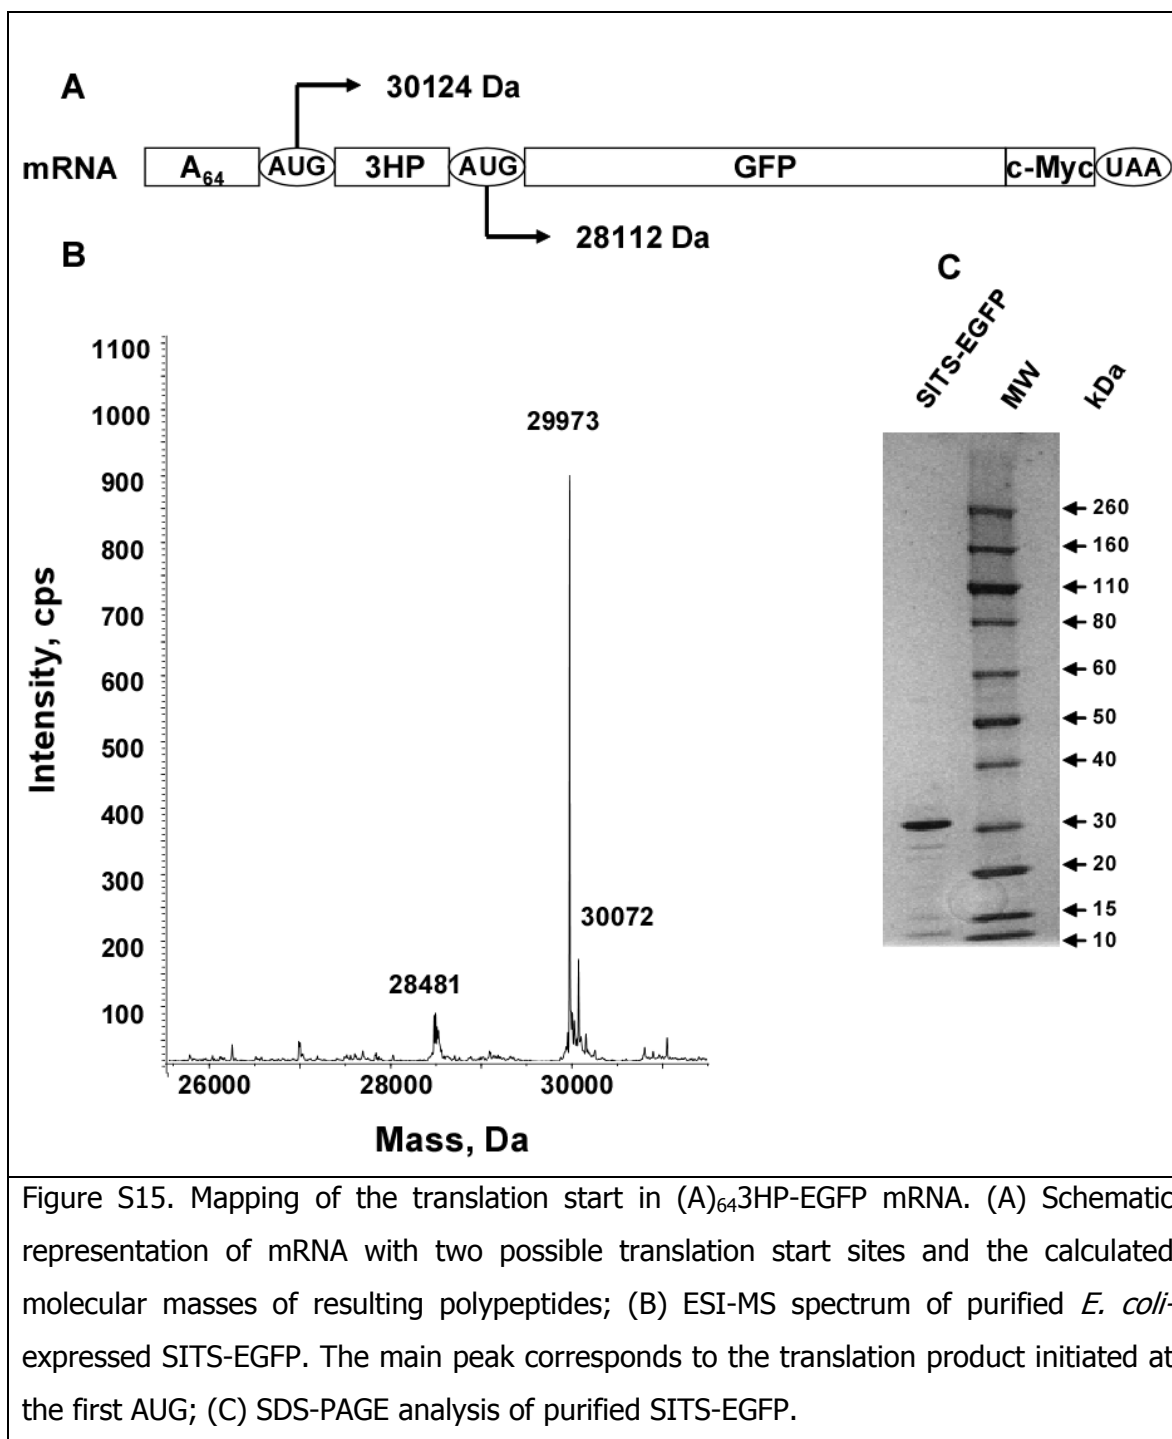 A
30124 Da
mRNA A64 AUG 3HP AUG GFP c-Myc UAA
28112 Da
B
C
SITS-EGFP
MW
kDa
1100
1000
900
800
700
600
500
400
300
200
100
Intensity, cps
29973
30072
28481
26000 28000 30000
Mass, Da
260
160
110
80
60
50
40
30
20
15
10
Figure S15. Mapping of the translation start in (A)643HP-EGFP mRNA. (A) Schematic
representation of mRNA with two possible translation start sites and the calculated
molecular masses of resulting polypeptides; (B) ESI-MS spectrum of purified E. coli-
expressed SITS-EGFP. The main peak corresponds to the translation product initiated at
the first AUG; (C) SDS-PAGE analysis of purified SITS-EGFP.